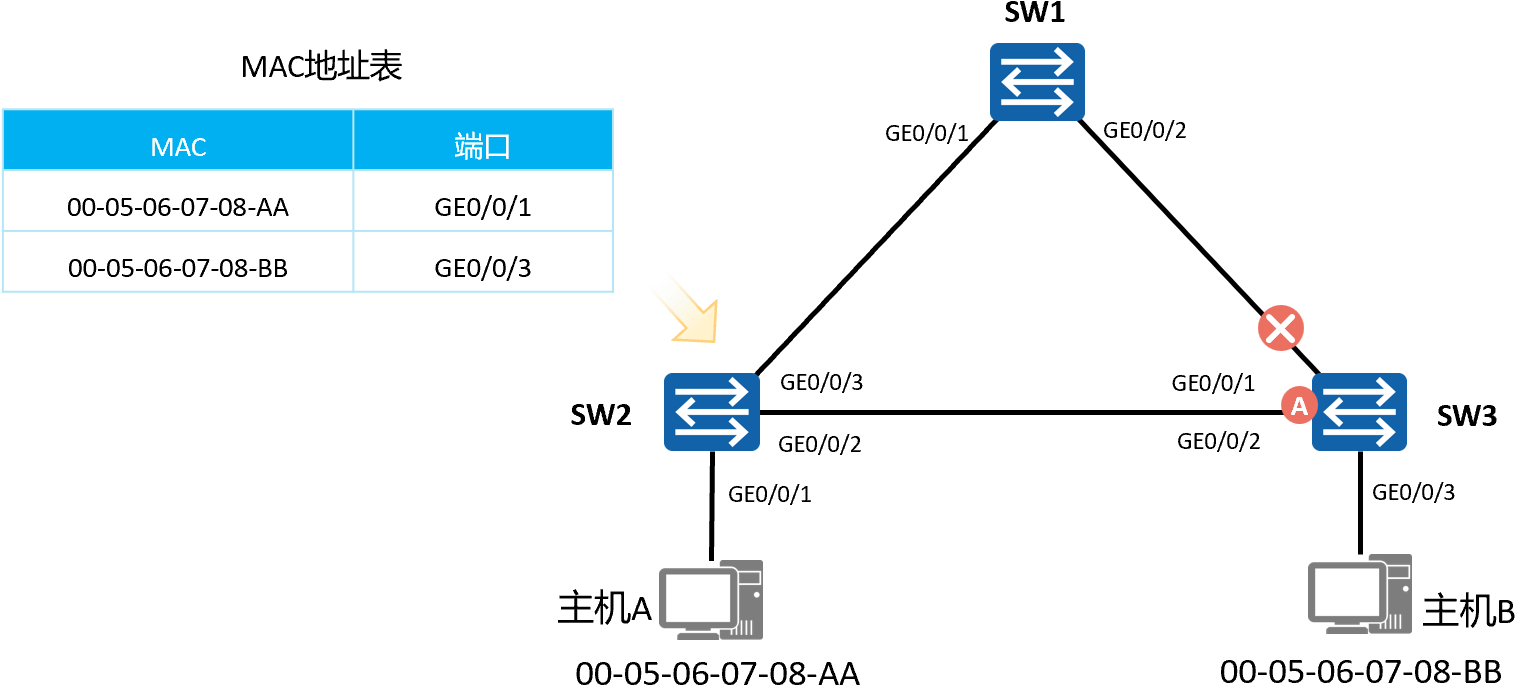 MAC地址表
MAC 端口
00-05-06-07-08-AA GE0/0/1
00-05-06-07-08-BB GE0/0/3
SW1
GE0/0/1 GE0/0/2
SW2 GE0/0/3 GE0/0/1 A SW3
GE0/0/2 GE0/0/2
GE0/0/1 GE0/0/3
主机A 主机B
00-05-06-07-08-AA 00-05-06-07-08-BB